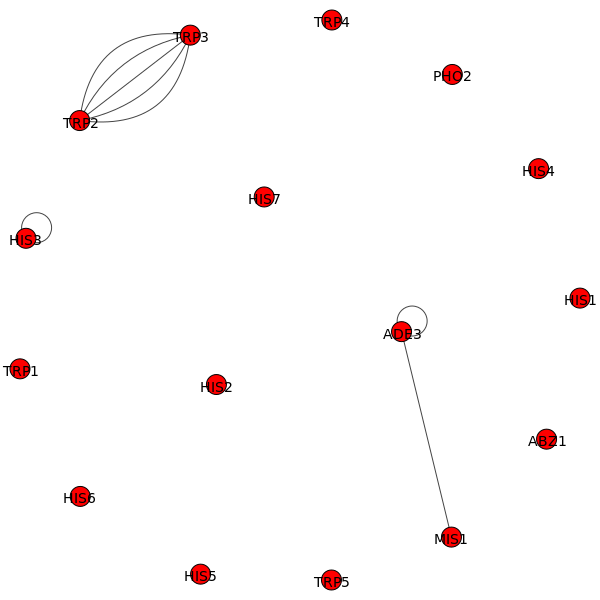 TRP4
TRP3
PHO2
TRP2
HIS4
HIS7
HIS3
HIS1
ADE3
TRP1
HIS2
ABZ1
HIS6
MIS1
HIS5
TRP5